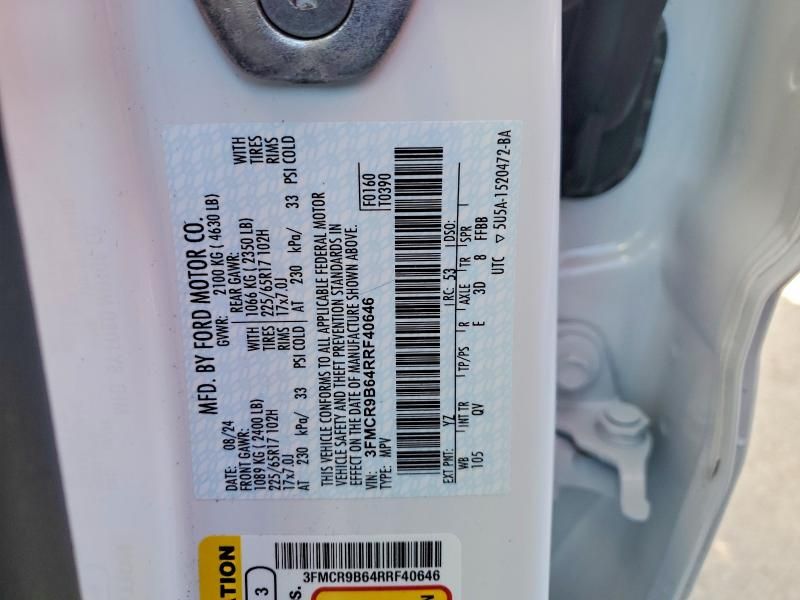 MFD. BY FORD MOTOR CO.
DATE: 08/24 GVWR: 2100 KG ( 4630 LB)
FRONT GAWR: REAR GAWR:
1089 KG ( 2400 LB) WITH 1066 KG ( 2350 LB) WITH
225/65R17 102H TIRES 225/65R17 102H TIRES
17x7.0J RIMS 17x7.0J RIMS
AT 230 kPa/ 33 PSI COLD AT 230 kPa/ 33 PSI COLD
THIS VEHICLE CONFORMS TO ALL APPLICABLE FEDERAL MOTOR
VEHICLE SAFETY AND THEFT PREVENTION STANDARDS IN
EFFECT ON THE DATE OF MANUFACTURE SHOWN ABOVE.
VIN: 3FMCR9B64RRF40646 F0160
TYPE: MPV T0390
EXT PNT: YZ RC: 53 DSO:
WB INT TR TP/PS R AXLE TR SPR
105 QV E 3D 8 FFBB
UTC ▽ 5U5A-1520472-BA
3FMCR9B64RRF40646